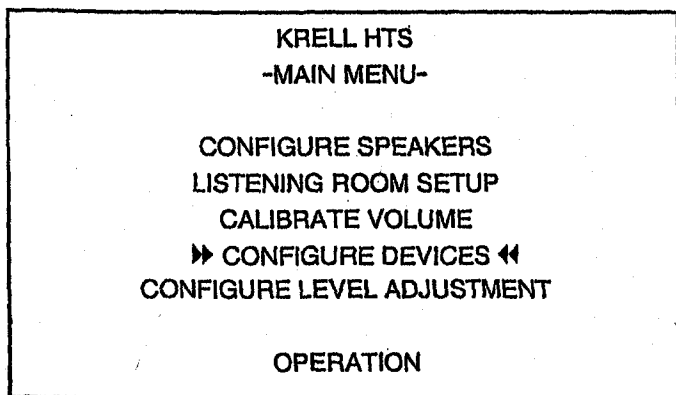 KRELL HTS
-MAIN MENU-
CONFIGURE SPEAKERS
LISTENING ROOM SETUP
CALIBRATE VOLUME
▶▶ CONFIGURE DEVICES ◀◀
CONFIGURE LEVEL ADJUSTMENT
OPERATION